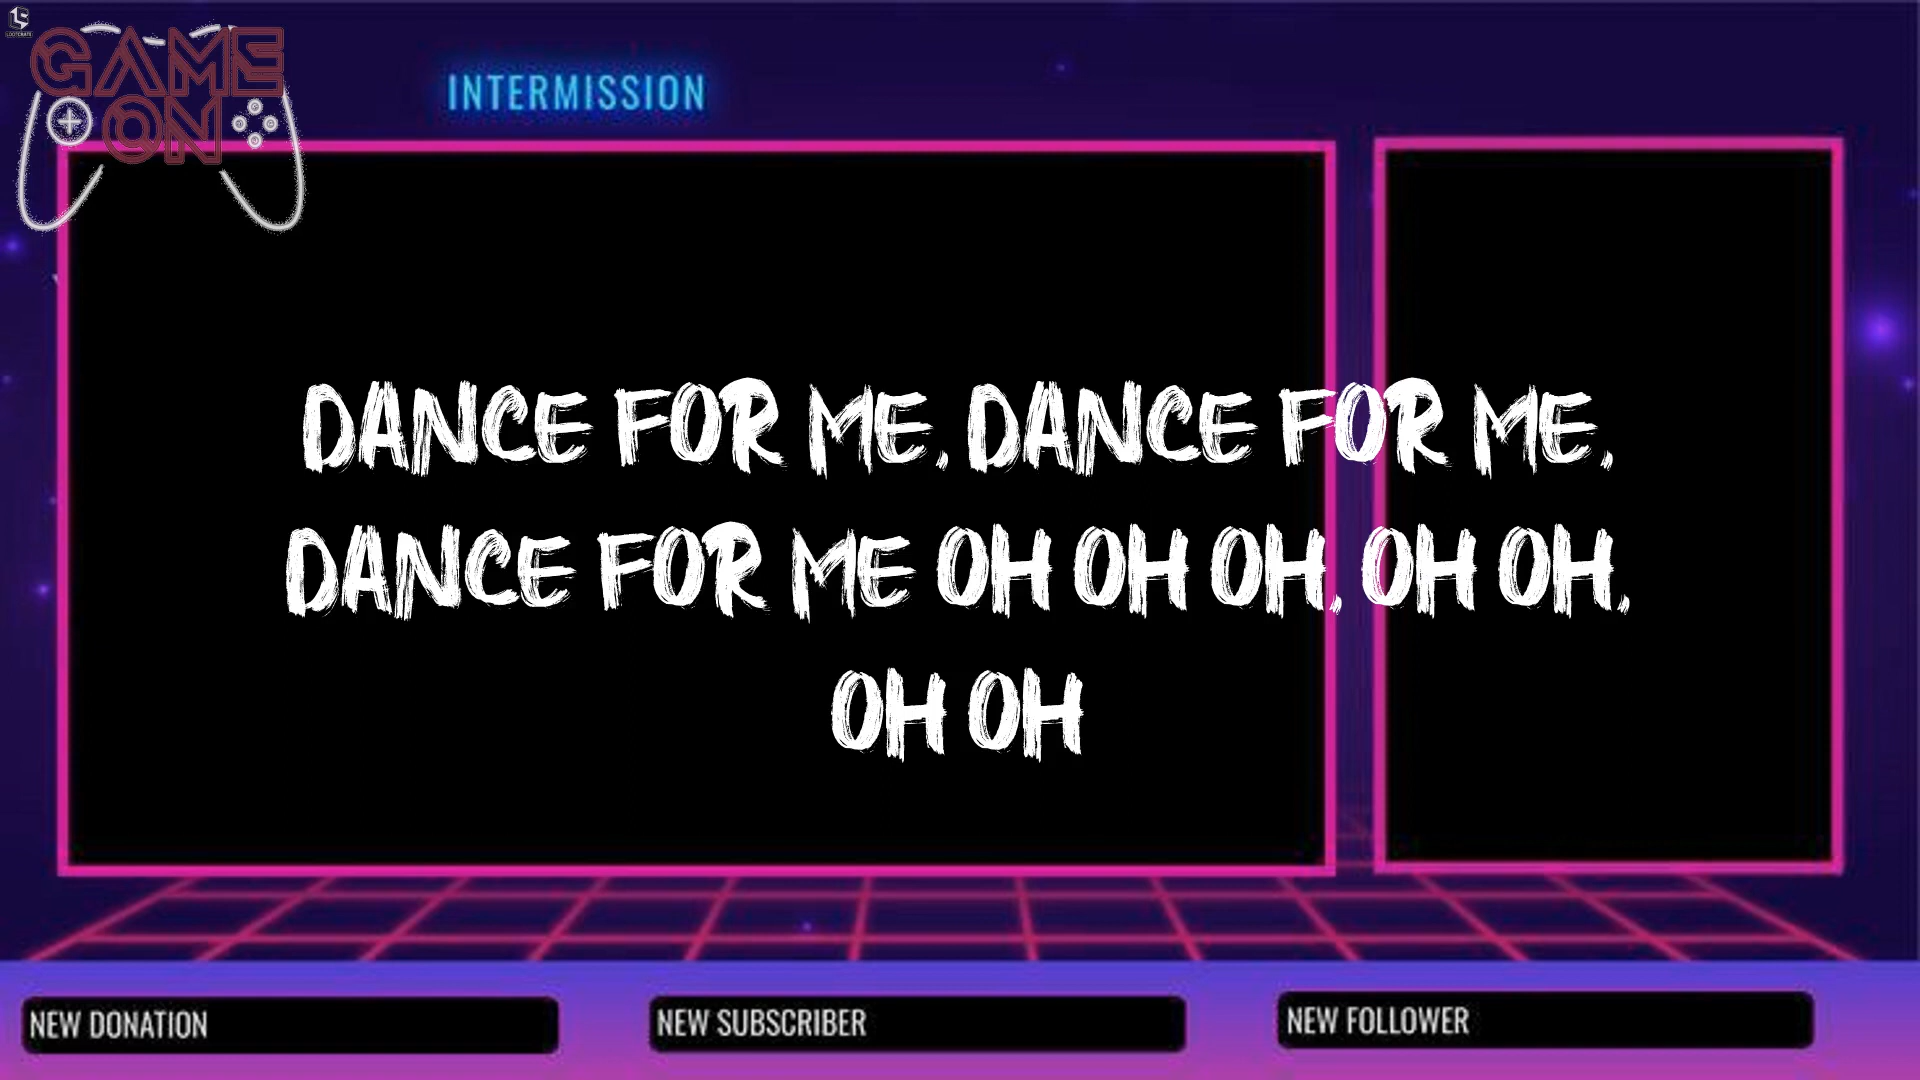 LOOTCRATE
GAME
ON
INTERMISSION
DANCE FOR ME, DANCE FOR ME,
DANCE FOR ME OH OH OH, OH OH,
OH OH
NEW DONATION
NEW SUBSCRIBER
NEW FOLLOWER